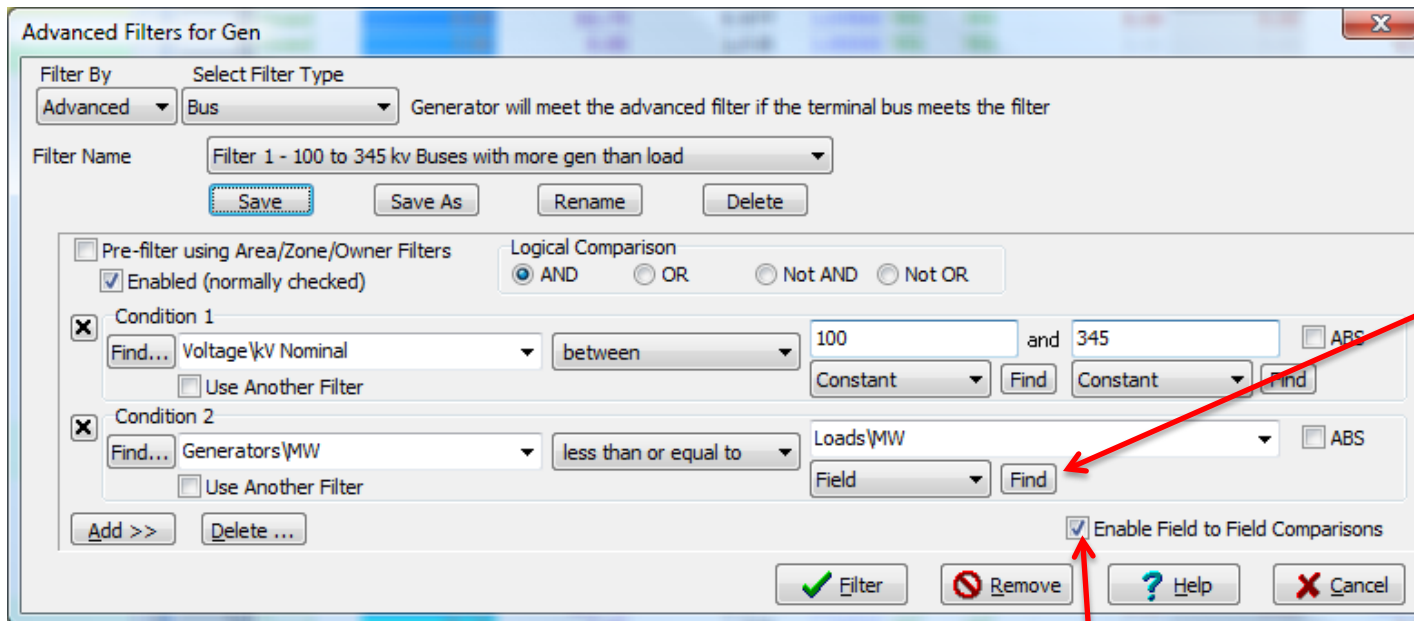 Advanced Filters for Gen
Filter By Select Filter Type
Advanced Bus Generator will meet the advanced filter if the terminal bus meets the filter
Filter Name Filter 1 - 100 to 345 kv Buses with more gen than load
Save Save As Rename Delete
Pre-filter using Area/Zone/Owner Filters Logical Comparison
Enabled (normally checked) AND OR Not AND Not OR
Condition 1
Find... Voltage\kV Nominal between 100 and 345 ABS
Use Another Filter Constant Find Constant Find
Condition 2
Find... Generators\MW less than or equal to Loads\MW ABS
Use Another Filter Field Find
Add >> Delete ... Enable Field to Field Comparisons
Filter Remove Help Cancel